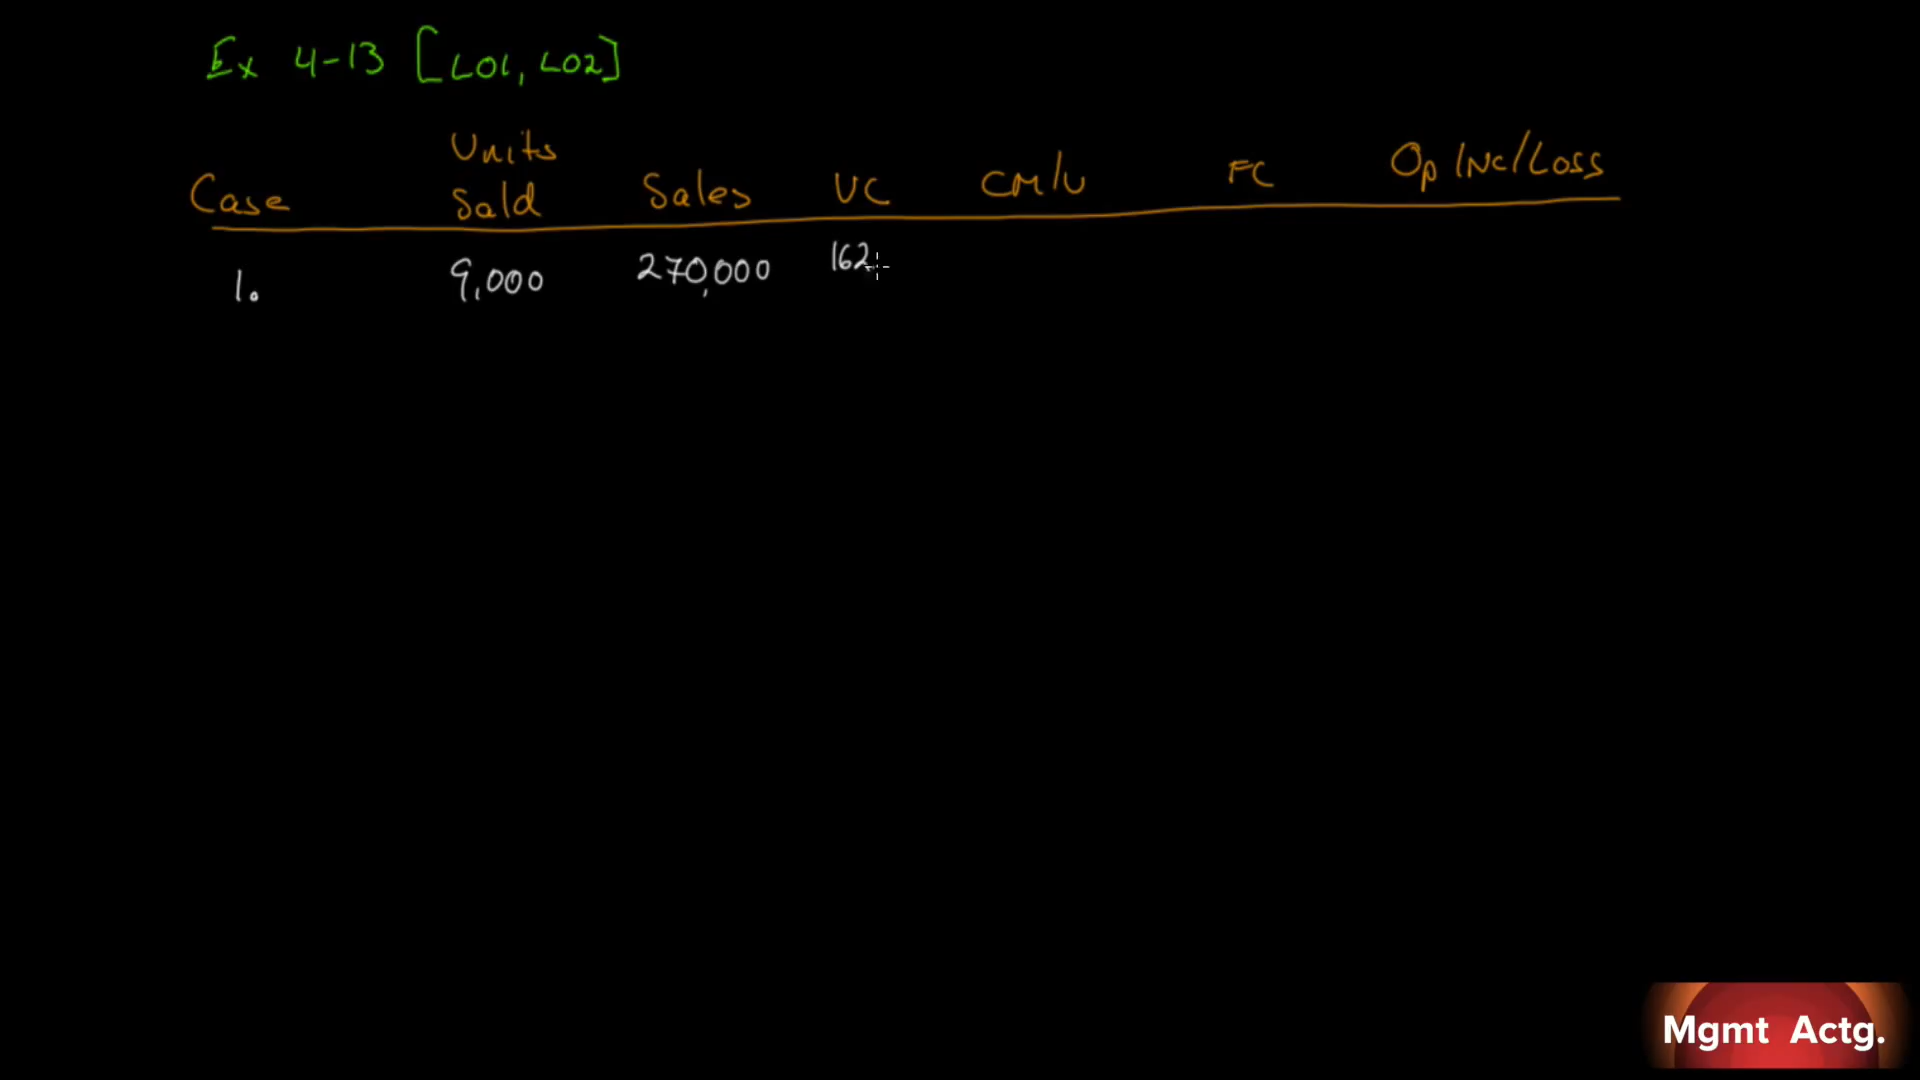 Ex 4-13 [LO1, LO2]
Case Units Sold Sales VC CM/U FC Op Inc/Loss
1. 9,000 270,000 162
Mgmt Actg.